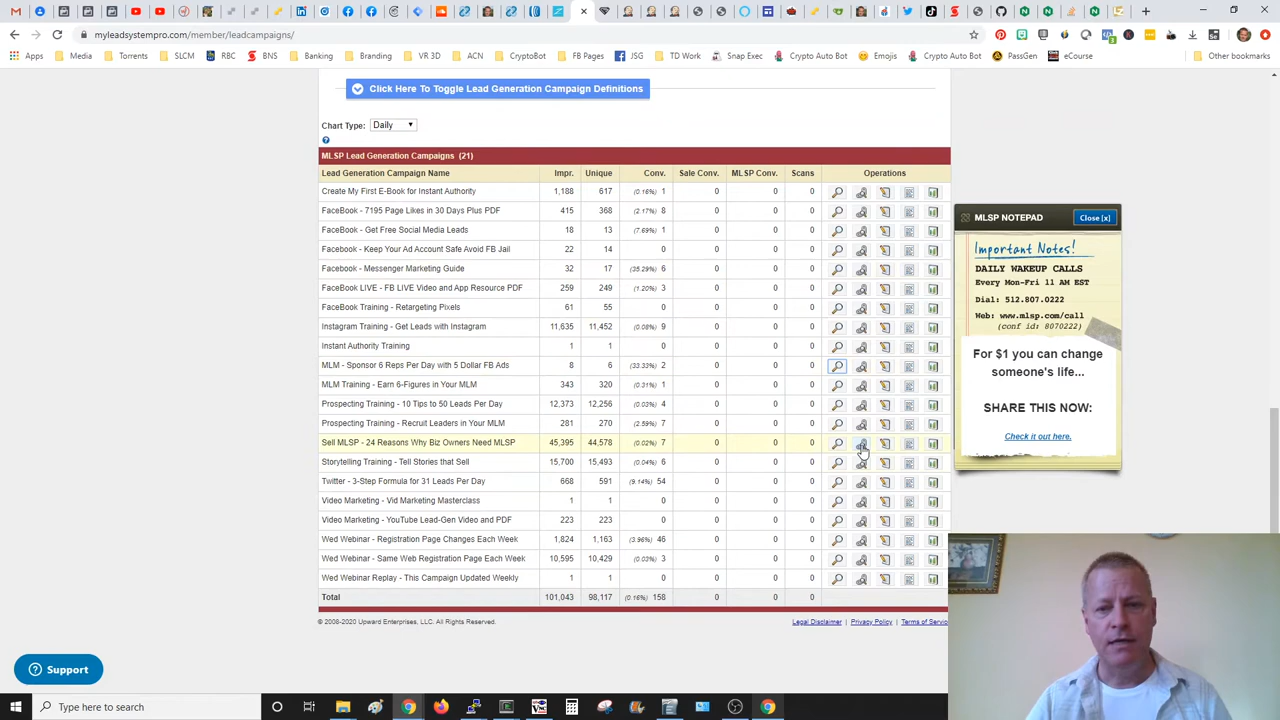 myleadsystempro.com/member/leadcampaigns/
Apps Media Torrents SLCM RBC BNS Banking Branding VR 3D ACN CryptoBot FB Pages JSG TD Work Snap Exec Crypto Auto Bot Emojis Crypto Auto Bot PassGen eCourse Other bookmarks
Click Here To Toggle Lead Generation Campaign Definitions
Chart Type: Daily
MLSP Lead Generation Campaigns (21)
Lead Generation Campaign Name Impr. Unique Conv. Sale Conv. MLSP Conv. Scans Operations
Create My First E-Book for Instant Authority 1,188 617 (0.16%) 1 0 0 0
FaceBook - 7195 Page Likes in 30 Days Plus PDF 415 368 (2.17%) 8 0 0 0
FaceBook - Get Free Social Media Leads 18 13 (7.69%) 1 0 0 0
Facebook - Keep Your Ad Account Safe Avoid FB Jail 22 14 0 0 0 0
Facebook - Messenger Marketing Guide 32 17 (35.29%) 6 0 0 0
FaceBook LIVE - FB LIVE Video and App Resource PDF 259 249 (1.20%) 3 0 0 0
FaceBook Training - Retargeting Pixels 61 55 0 0 0 0
Instagram Training - Get Leads with Instagram 11,635 11,452 (0.08%) 9 0 0 0
Instant Authority Training 1 1 0 0 0 0
MLM - Sponsor 6 Reps Per Day with 5 Dollar FB Ads 8 6 (33.33%) 2 0 0 0
MLM Training - Earn 6-Figures in Your MLM 343 320 (0.31%) 1 0 0 0
Prospecting Training - 10 Tips to 50 Leads Per Day 12,373 12,256 (0.03%) 4 0 0 0
Prospecting Training - Recruit Leaders in Your MLM 281 270 (2.59%) 7 0 0 0
Sell MLSP - 24 Reasons Why Biz Owners Need MLSP 45,395 44,578 (0.02%) 7 0 0 0
Storytelling Training - Tell Stories that Sell 15,700 15,493 (0.04%) 6 0 0 0
Twitter - 3-Step Formula for 31 Leads Per Day 668 591 (9.14%) 54 0 0 0
Video Marketing - Vid Marketing Masterclass 1 1 0 0 0 0
Video Marketing - YouTube Lead-Gen Video and PDF 223 223 0 0 0 0
Wed Webinar - Registration Page Changes Each Week 1,824 1,163 (3.96%) 46 0 0 0
Wed Webinar - Same Web Registration Page Each Week 10,595 10,429 (0.03%) 3 0 0 0
Wed Webinar Replay - This Campaign Updated Weekly 1 1 0 0 0 0
Total 101,043 98,117 (0.16%) 158 0 0 0
© 2008-2020 Upward Enterprises, LLC. All Rights Reserved. Legal Disclaimer | Privacy Policy | Terms of Servic
MLSP NOTEPAD Close [x]
Important Notes!
DAILY WAKEUP CALLS
Every Mon-Fri 11 AM EST
Dial: 512.807.0222
Web: www.mlsp.com/call
(conf id: 8070222)
For $1 you can change
someone's life...
SHARE THIS NOW:
Check it out here.
Support
Type here to search